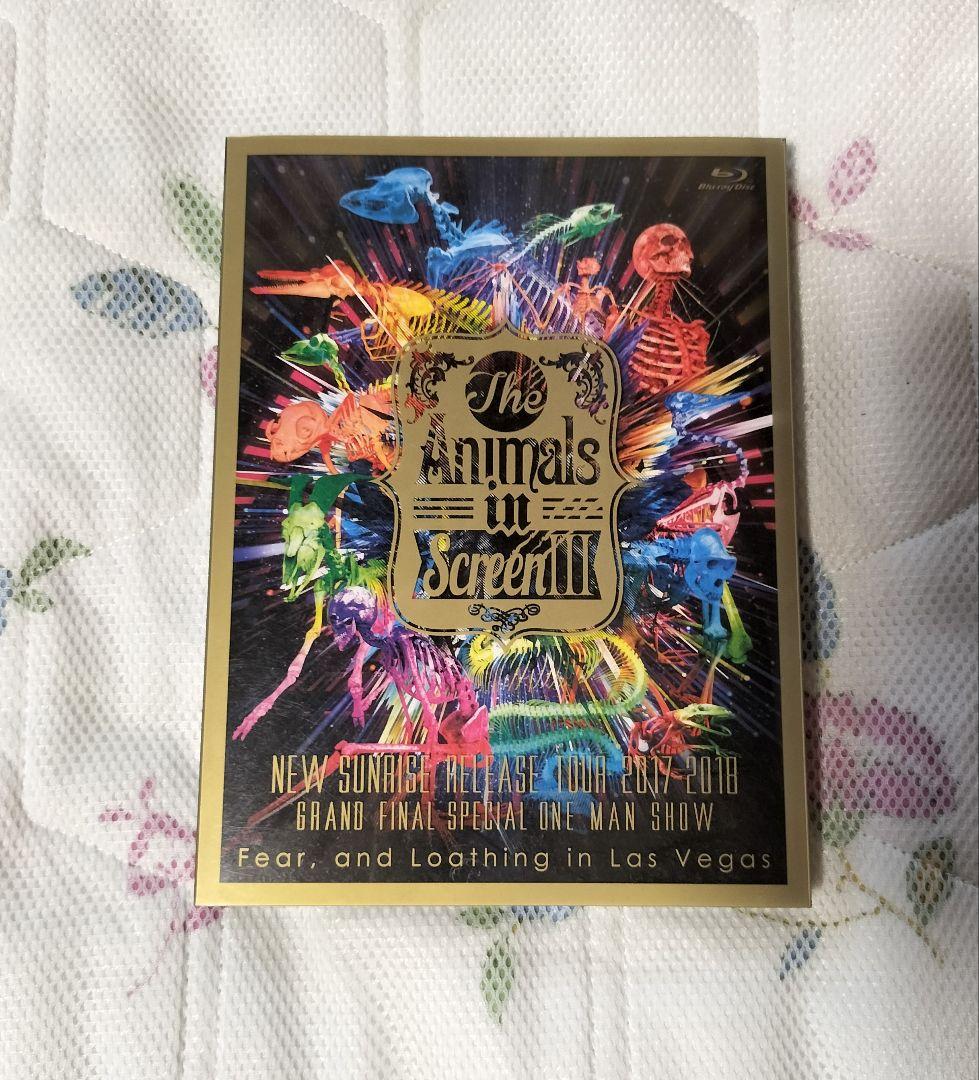 Blu-ray Disc
The
Animals
in
Screen III
NEW SUNRISE RELEASE TOUR 2017-2018
GRAND FINAL SPECIAL ONE MAN SHOW
Fear, and Loathing in Las Vegas